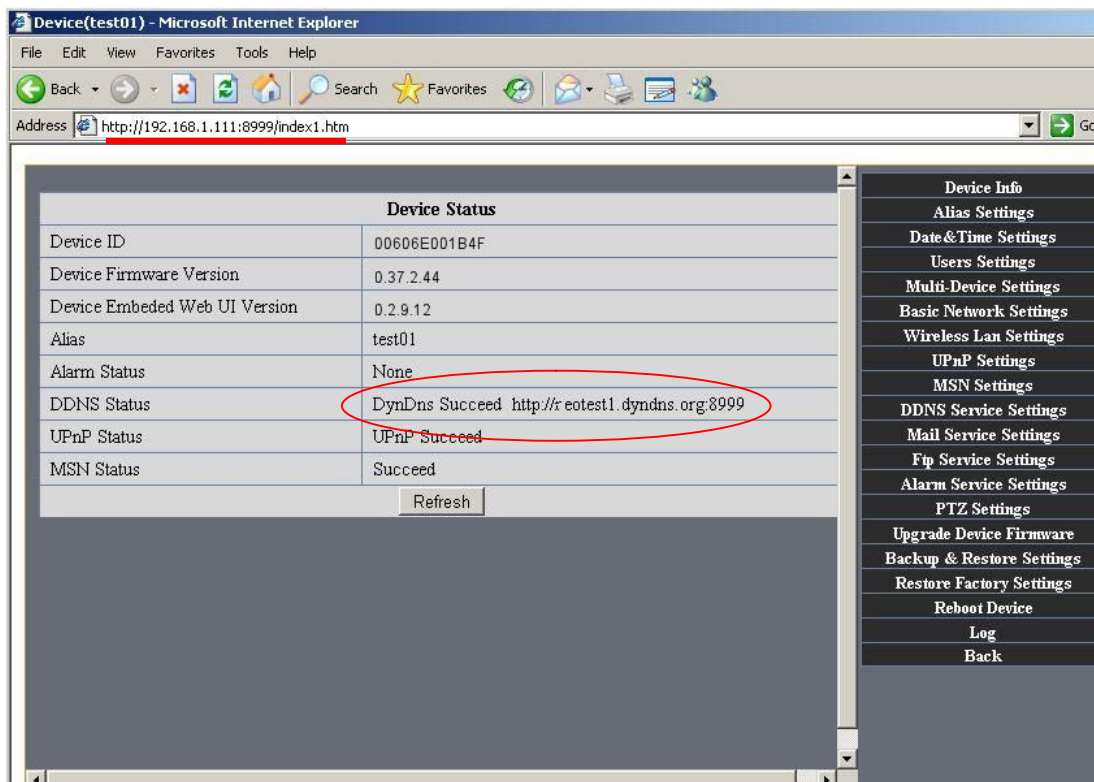 Device(test01) - Microsoft Internet Explorer
File Edit View Favorites Tools Help
Back Search Favorites
Address http://192.168.1.111:8999/index1.htm Go
Device Status
Device ID 00606E001B4F
Device Firmware Version 0.37.2.44
Device Embeded Web UI Version 0.2.9.12
Alias test01
Alarm Status None
DDNS Status DynDns Succeed http://reotest1.dyndns.org:8999
UPnP Status UPnP Succeed
MSN Status Succeed
Refresh
Device Info
Alias Settings
Date&Time Settings
Users Settings
Multi-Device Settings
Basic Network Settings
Wireless Lan Settings
UPnP Settings
MSN Settings
DDNS Service Settings
Mail Service Settings
Ftp Service Settings
Alarm Service Settings
PTZ Settings
Upgrade Device Firmware
Backup & Restore Settings
Restore Factory Settings
Reboot Device
Log
Back